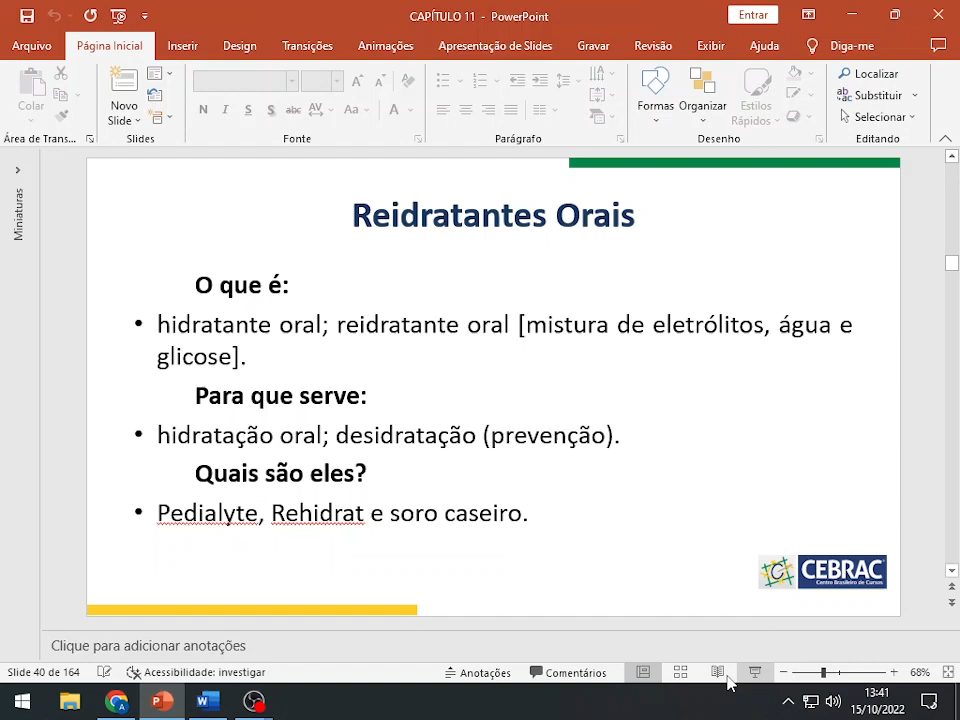 CAPÍTULO 11 - PowerPoint
Entrar
Arquivo Página Inicial Inserir Design Transições Animações Apresentação de Slides Gravar Revisão Exibir Ajuda Diga-me
Colar
Novo
Slide
N I S S abc AV Aa A
Formas Organizar Estilos
Rápidos
Localizar
Substituir
Selecionar
Área de Trans... Slides Fonte Parágrafo Desenho Editando
Miniaturas
Reidratantes Orais
O que é:
• hidratante oral; reidratante oral [mistura de eletrólitos, água e
glicose].
Para que serve:
• hidratação oral; desidratação (prevenção).
Quais são eles?
• Pedialyte, Rehidrat e soro caseiro.
CEBRAC
Centro Brasileiro de Cursos
Clique para adicionar anotações
Slide 40 de 164 Acessibilidade: investigar Anotações Comentários 68%
13:41
15/10/2022